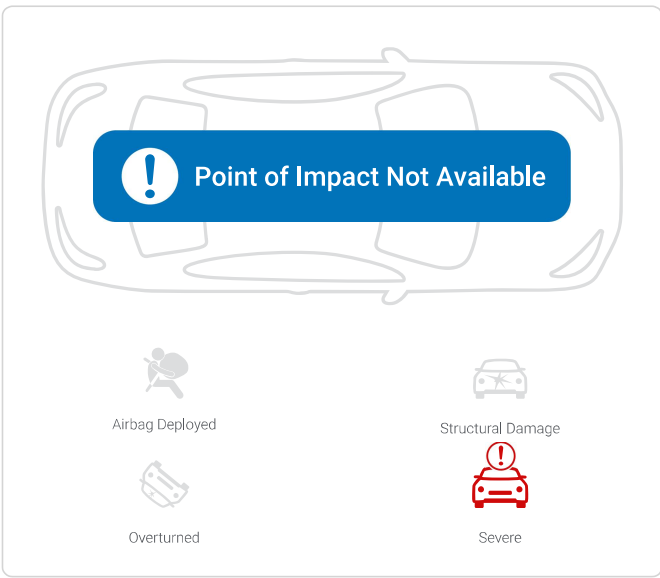 Point of Impact Not Available
Airbag Deployed
Structural Damage
Overturned
Severe